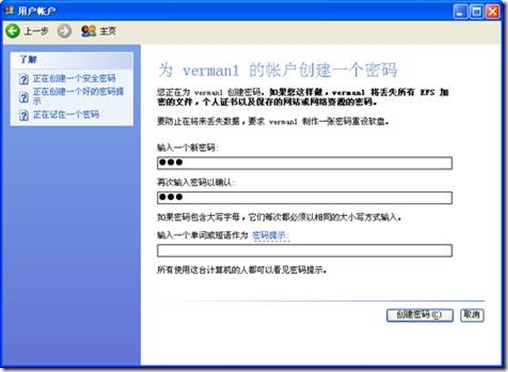 用户帐户
上一步 主页
了解
正在创建一个安全密码
正在创建一个好的密码提
示
正在记住一个密码
为 verman1 的帐户创建一个密码
您正在为 verman1 创建密码。如果您这样做，verman1 将丢失所有 EFS 加
密的文件，个人证书以及保存的网站或网络资源的密码。
要防止在将来丢失数据，要求 verman1 制作一张密码重设软盘。
输入一个新密码:
●●●
再次输入密码以确认:
●●●
如果密码包含大写字母，它们每次都必须以相同的大小写方式输入。
输入一个单词或短语作为 密码提示:
所有使用这台计算机的人都可以看见密码提示。
创建密码(C) 取消